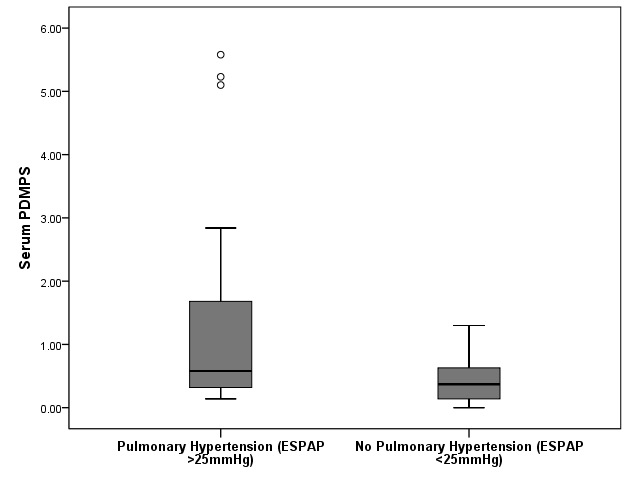 6.00
5.00
4.00
3.00
2.00
1.00
0.00
Serum PDMPS
Pulmonary Hypertension (ESPAP
>25mmHg)
No Pulmonary Hypertension (ESPAP
<25mmHg)